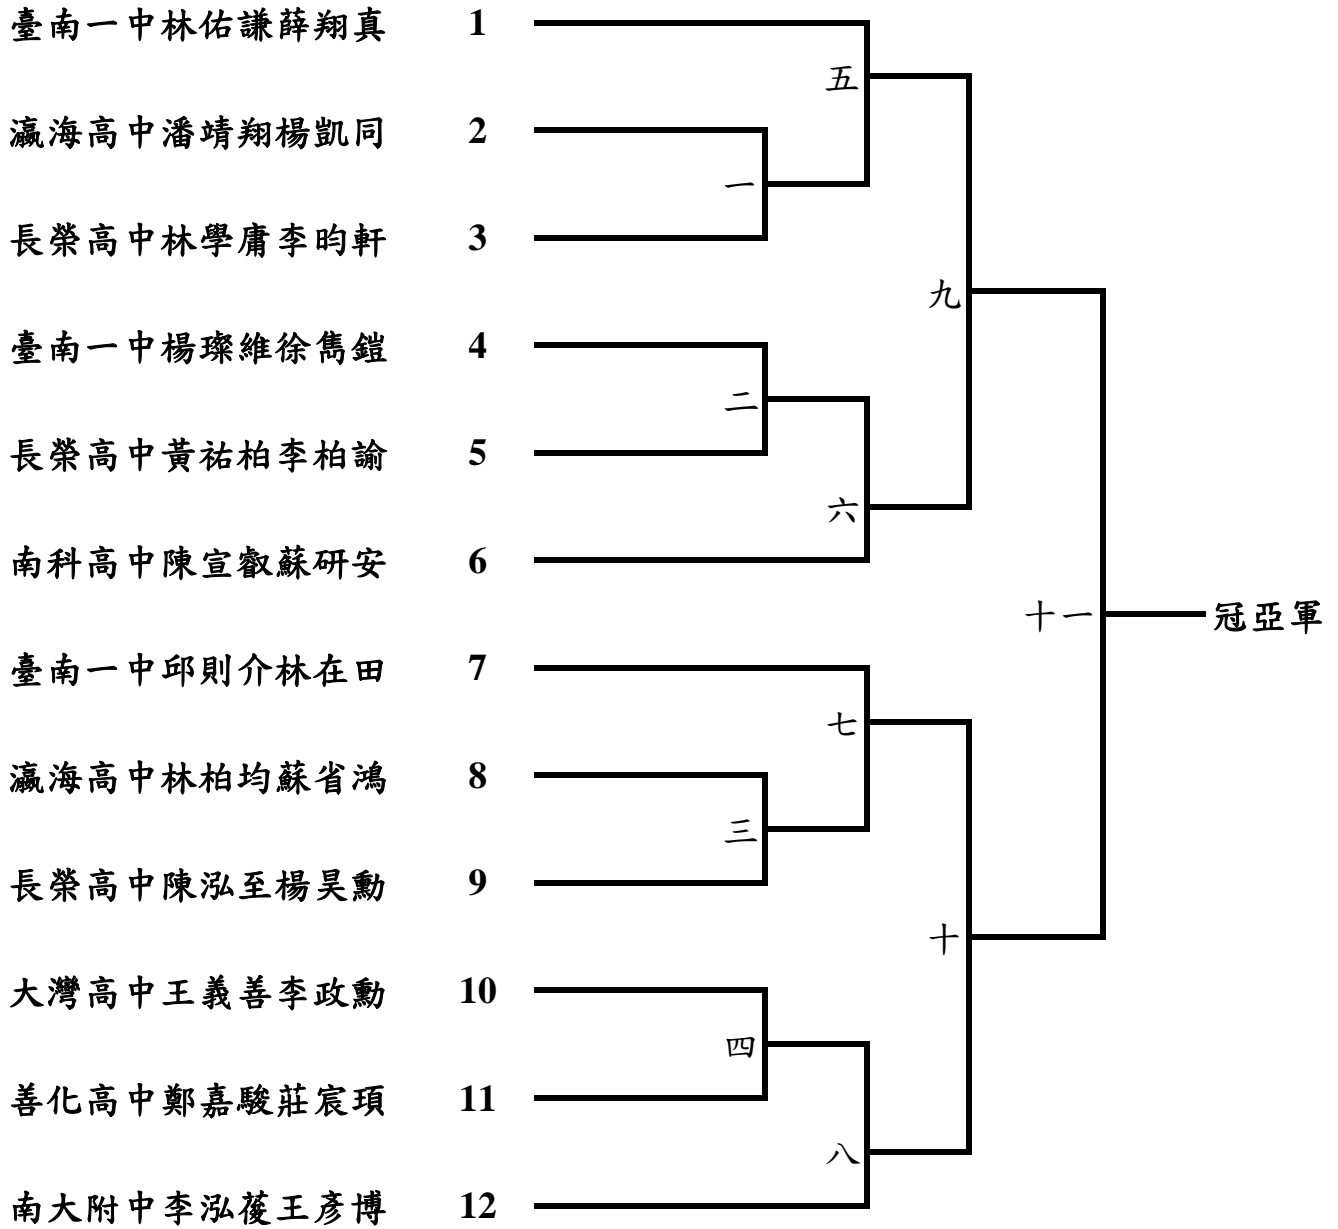 臺南一中林佑謙薛翔真 1
五
瀛海高中潘靖翔楊凱同 2
一
長榮高中林學庸李昀軒 3
九
臺南一中楊璨維徐雋鎧 4
二
長榮高中黃祐柏李柏諭 5
六
南科高中陳宣叡蘇研安 6
十一 冠亞軍
臺南一中邱則介林在田 7
七
瀛海高中林柏均蘇省鴻 8
三
長榮高中陳泓至楊昊勳 9
十
大灣高中王義善李政勳 10
四
善化高中鄭嘉駿莊宸頊 11
八
南大附中李泓葰王彥博 12